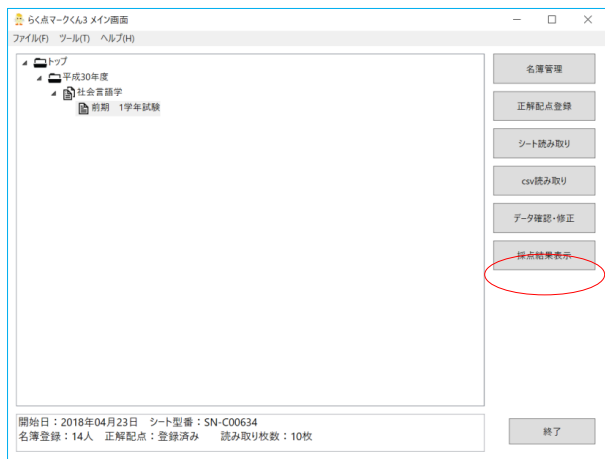 らく点マークくん3 メイン画面
ファイル(F) ツール(T) ヘルプ(H)
トップ
平成30年度
社会言語学
前期　1学年試験
名簿管理
正解配点登録
シート読み取り
csv読み取り
データ確認・修正
採点結果表示
開始日：2018年04月23日　シート型番：SN-C00634
名簿登録：14人　正解配点：登録済み　　読み取り枚数：10枚
終了